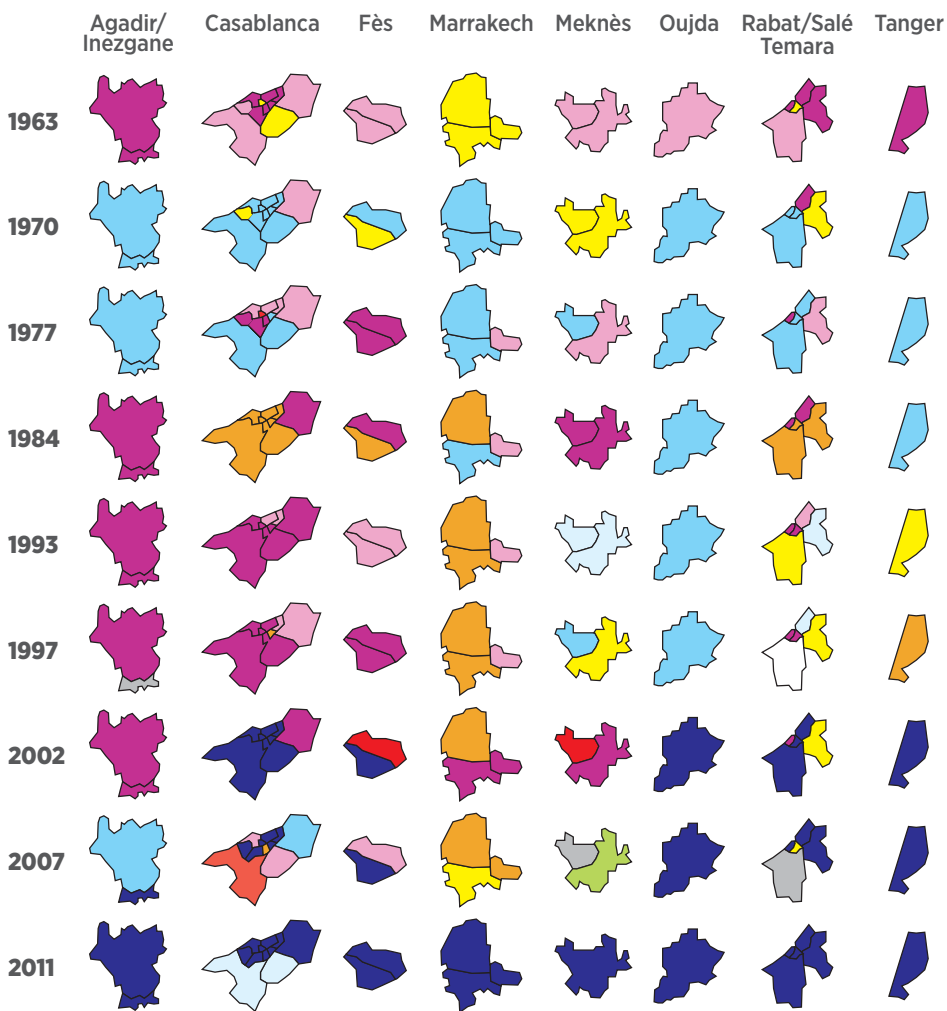 Agadir/
Inezgane
Casablanca
Fès
Marrakech
Meknès
Oujda
Rabat/Salé
Temara
Tanger
1963
1970
1977
1984
1993
1997
2002
2007
2011